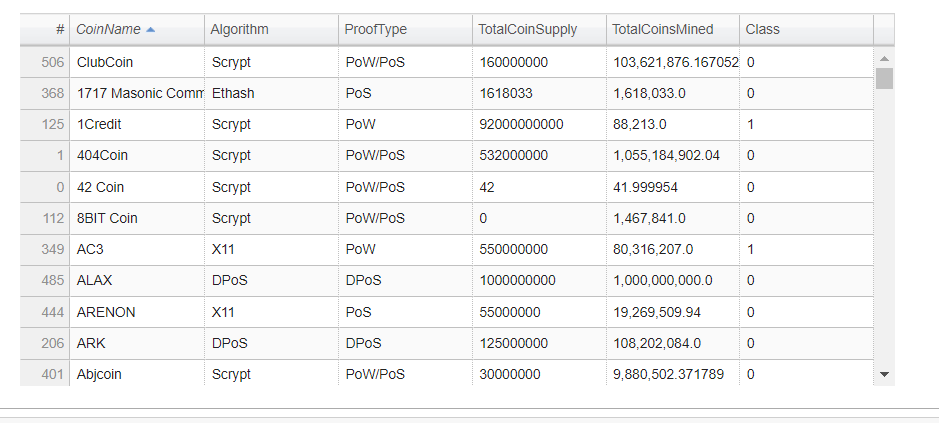 # CoinName Algorithm ProofType TotalCoinSupply TotalCoinsMined Class
506 ClubCoin Scrypt PoW/PoS 160000000 103,621,876.167052 0
368 1717 Masonic Comm Ethash PoS 1618033 1,618,033.0 0
125 1Credit Scrypt PoW 92000000000 88,213.0 1
1 404Coin Scrypt PoW/PoS 532000000 1,055,184,902.04 0
0 42 Coin Scrypt PoW/PoS 42 41.999954 0
112 8BIT Coin Scrypt PoW/PoS 0 1,467,841.0 0
349 AC3 X11 PoW 550000000 80,316,207.0 1
485 ALAX DPoS DPoS 1000000000 1,000,000,000.0 0
444 ARENON X11 PoS 55000000 19,269,509.94 0
206 ARK DPoS DPoS 125000000 108,202,084.0 0
401 Abjcoin Scrypt PoW/PoS 30000000 9,880,502.371789 0